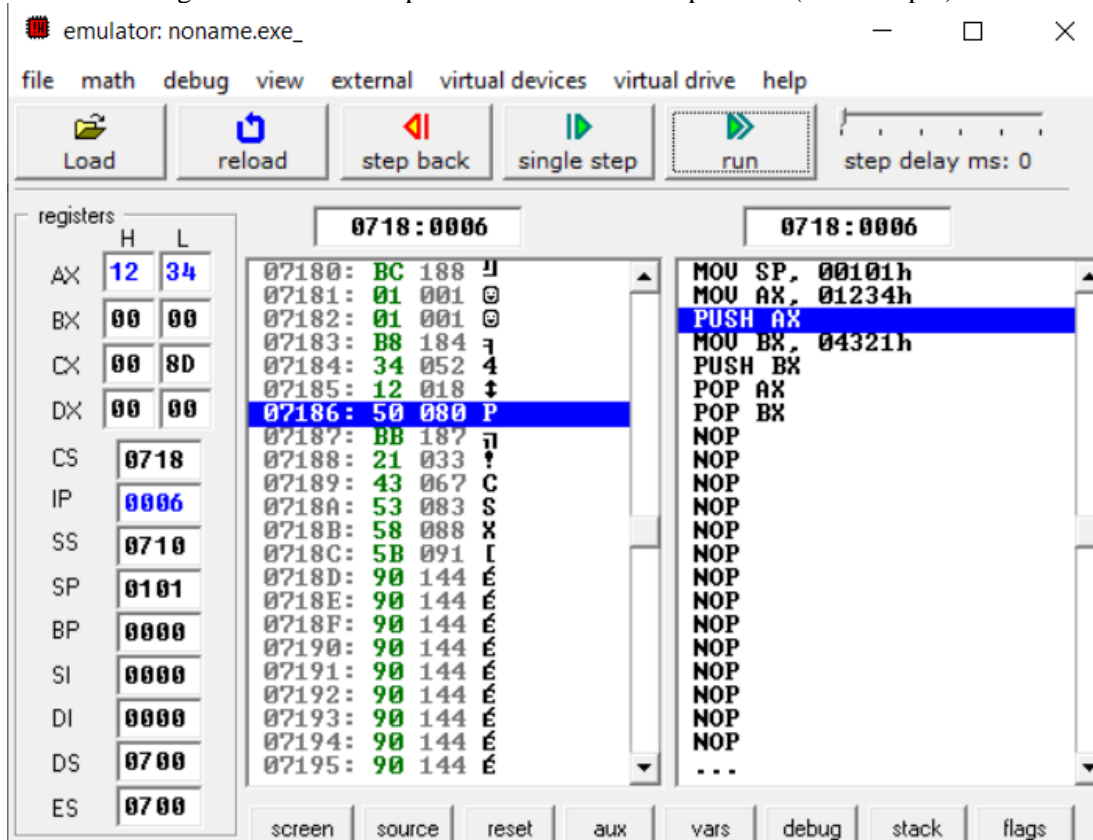 emulator: noname.exe_
file math debug view external virtual devices virtual drive help
Load reload step back single step run step delay ms: 0
registers
H L
AX 12 34
BX 00 00
CX 00 8D
DX 00 00
CS 0718
IP 0006
SS 0710
SP 0101
BP 0000
SI 0000
DI 0000
DS 0700
ES 0700
0718:0006
07180: BC 188 ╝
07181: 01 001 ☺
07182: 01 001 ☺
07183: B8 184 ╕
07184: 34 052 4
07185: 12 018 ↕
07186: 50 080 P
07187: BB 187 ╗
07188: 21 033 !
07189: 43 067 C
0718A: 53 083 S
0718B: 58 088 X
0718C: 5B 091 [
0718D: 90 144 É
0718E: 90 144 É
0718F: 90 144 É
07190: 90 144 É
07191: 90 144 É
07192: 90 144 É
07193: 90 144 É
07194: 90 144 É
07195: 90 144 É
0718:0006
MOV SP, 00101h
MOV AX, 01234h
PUSH AX
MOV BX, 04321h
PUSH BX
POP AX
POP BX
NOP
NOP
NOP
NOP
NOP
NOP
NOP
NOP
NOP
NOP
NOP
NOP
NOP
NOP
...
screen source reset aux vars debug stack flags